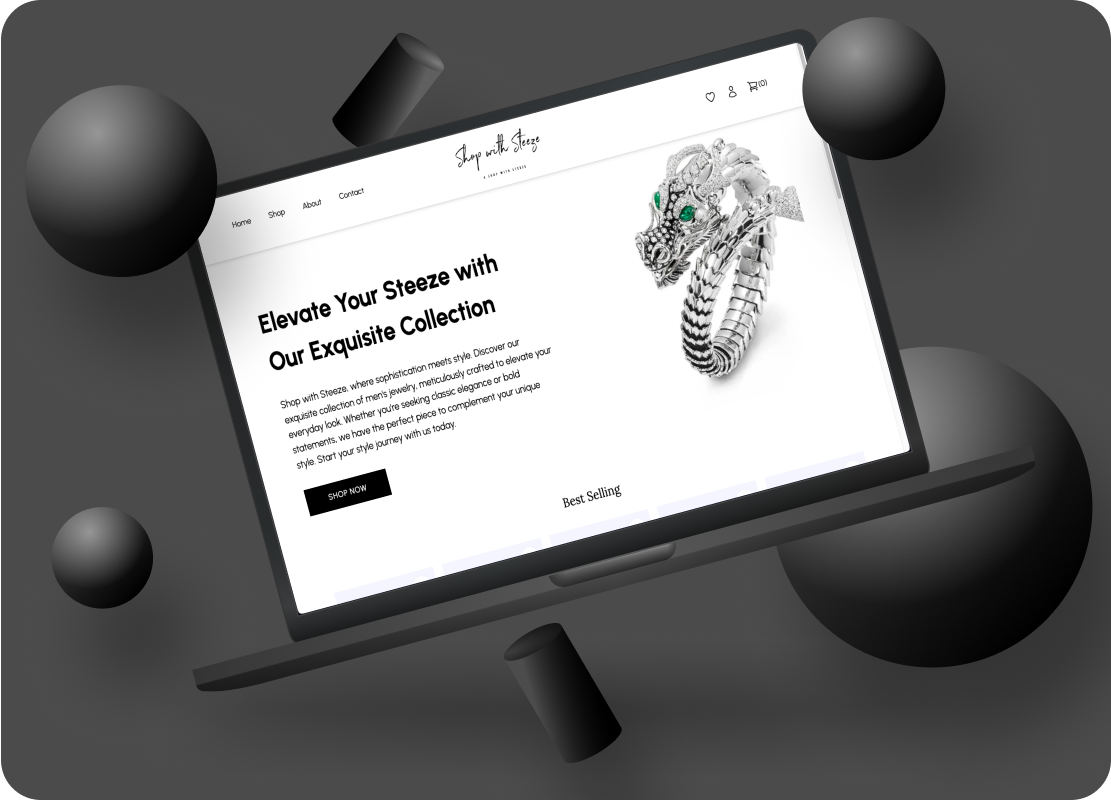 Home Shop About Contact
Shop with Steeze
A SHOP WITH STEEZE
(0)
Elevate Your Steeze with
Our Exquisite Collection
Shop with Steeze, where sophistication meets style. Discover our
exquisite collection of men's jewelry, meticulously crafted to elevate your
everyday look. Whether you're seeking classic elegance or bold
statements, we have the perfect piece to complement your unique
style. Start your style journey with us today.
SHOP NOW
Best Selling